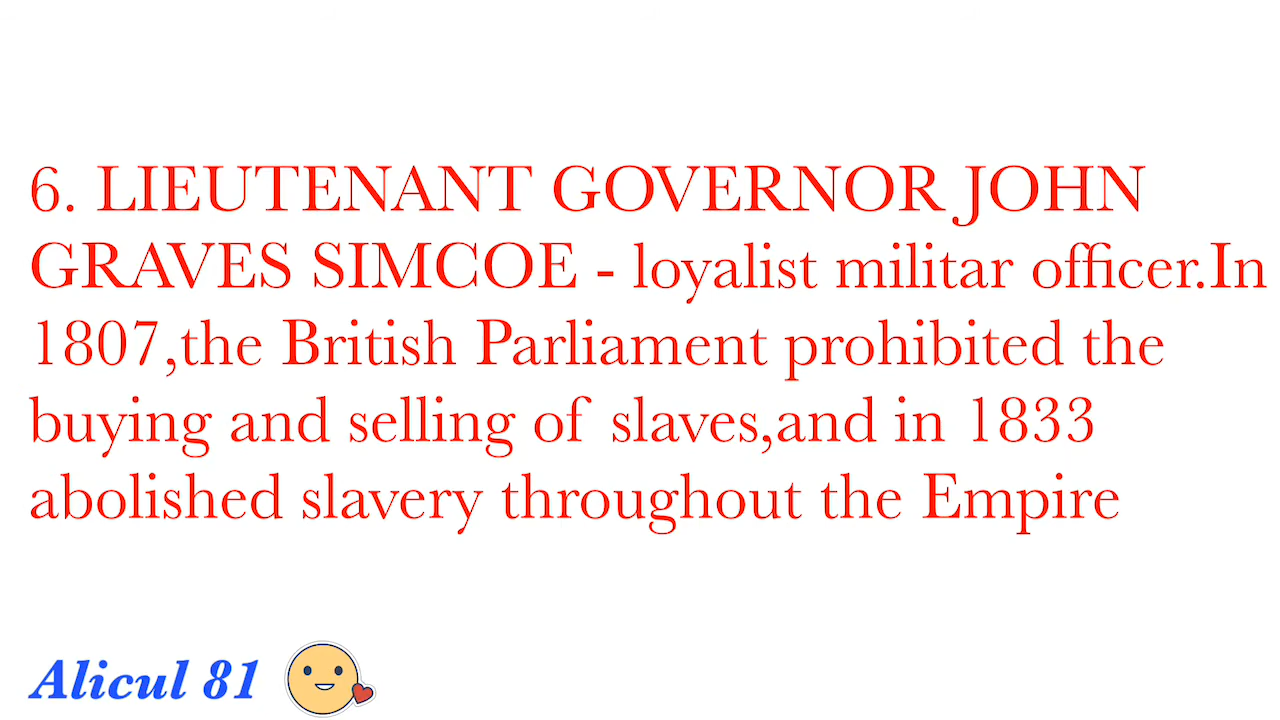 6. LIEUTENANT GOVERNOR JOHN
GRAVES SIMCOE - loyalist militar officer.In
1807,the British Parliament prohibited the
buying and selling of slaves,and in 1833
abolished slavery throughout the Empire
Alicul 81